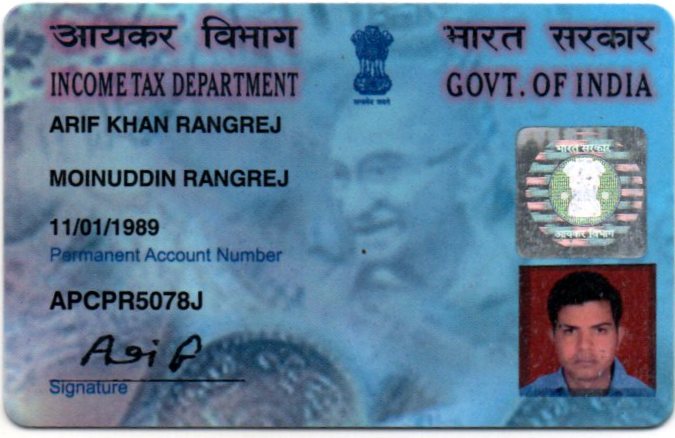 आयकर विभाग
भारत सरकार
INCOME TAX DEPARTMENT
GOVT. OF INDIA
सत्यमेव जयते
ARIF KHAN RANGREJ
MOINUDDIN RANGREJ
11/01/1989
Permanent Account Number
APCPR5078J
Arif
Signature
भारत सरकार
आयकर विभाग